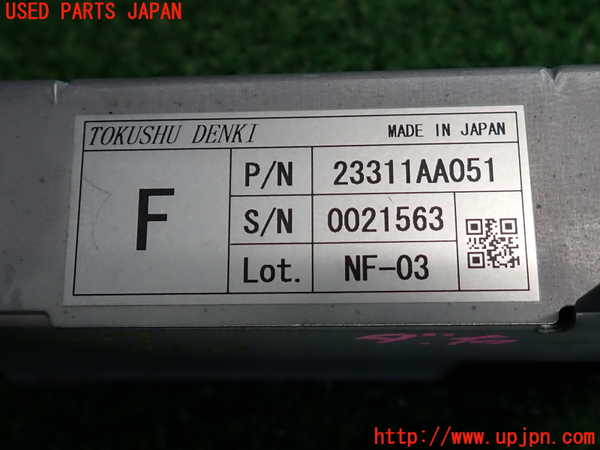 USED PARTS JAPAN
TOKUSHU DENKI MADE IN JAPAN
F
P/N 23311AA051
S/N 0021563
Lot. NF-03
http://www.upjpn.com/